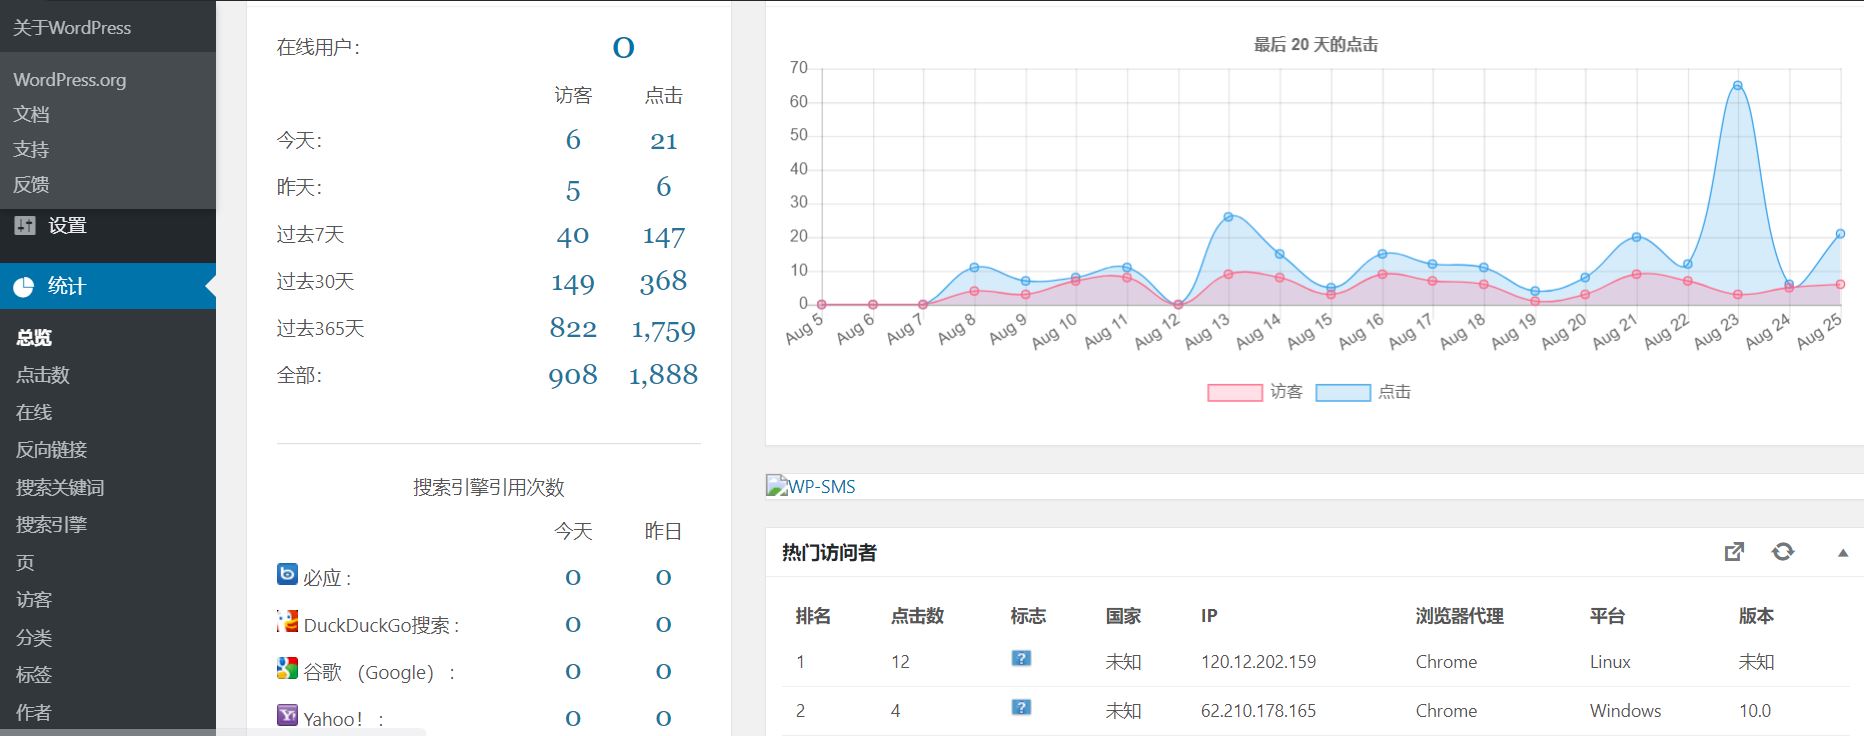 关于WordPress
WordPress.org
文档
支持
反馈
设置
统计
总览
点击数
在线
反向链接
搜索关键词
搜索引擎
页
访客
分类
标签
作者
在线用户: 0
访客 点击
今天: 6 21
昨天: 5 6
过去7天 40 147
过去30天 149 368
过去365天 822 1,759
全部: 908 1,888
搜索引擎引用次数
今天 昨日
必应 : 0 0
DuckDuckGo搜索 : 0 0
谷歌 （Google） : 0 0
Yahoo！ : 0 0
最后 20 天的点击
70
60
50
40
30
20
10
0
Aug 5 Aug 6 Aug 7 Aug 8 Aug 9 Aug 10 Aug 11 Aug 12 Aug 13 Aug 14 Aug 15 Aug 16 Aug 17 Aug 18 Aug 19 Aug 20 Aug 21 Aug 22 Aug 23 Aug 24 Aug 25
访客 点击
WP-SMS
热门访问者
排名 点击数 标志 国家 IP 浏览器代理 平台 版本
1 12 未知 120.12.202.159 Chrome Linux 未知
2 4 未知 62.210.178.165 Chrome Windows 10.0